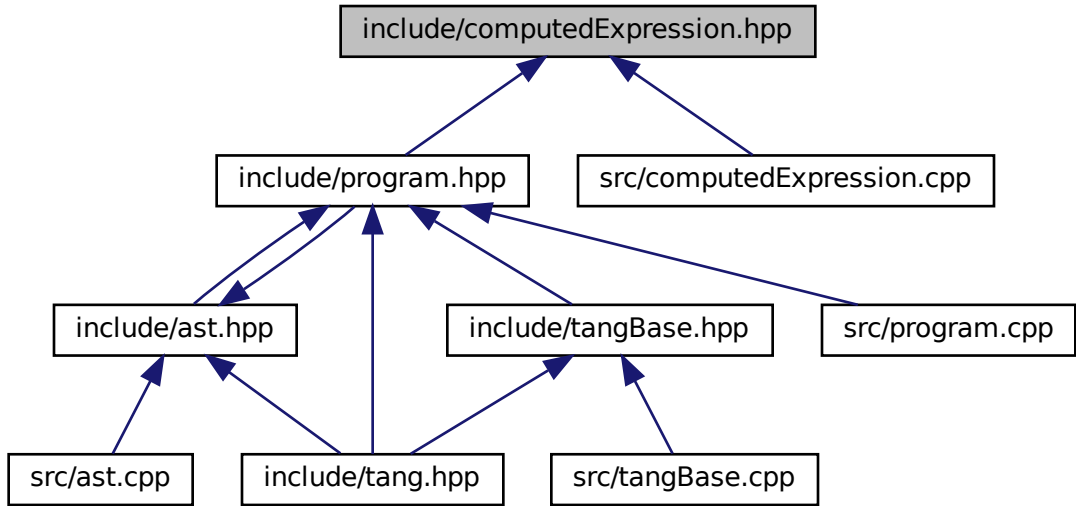 include/computedExpression.hpp
include/program.hpp
src/computedExpression.cpp
include/ast.hpp
include/tangBase.hpp
src/program.cpp
src/ast.cpp
include/tang.hpp
src/tangBase.cpp